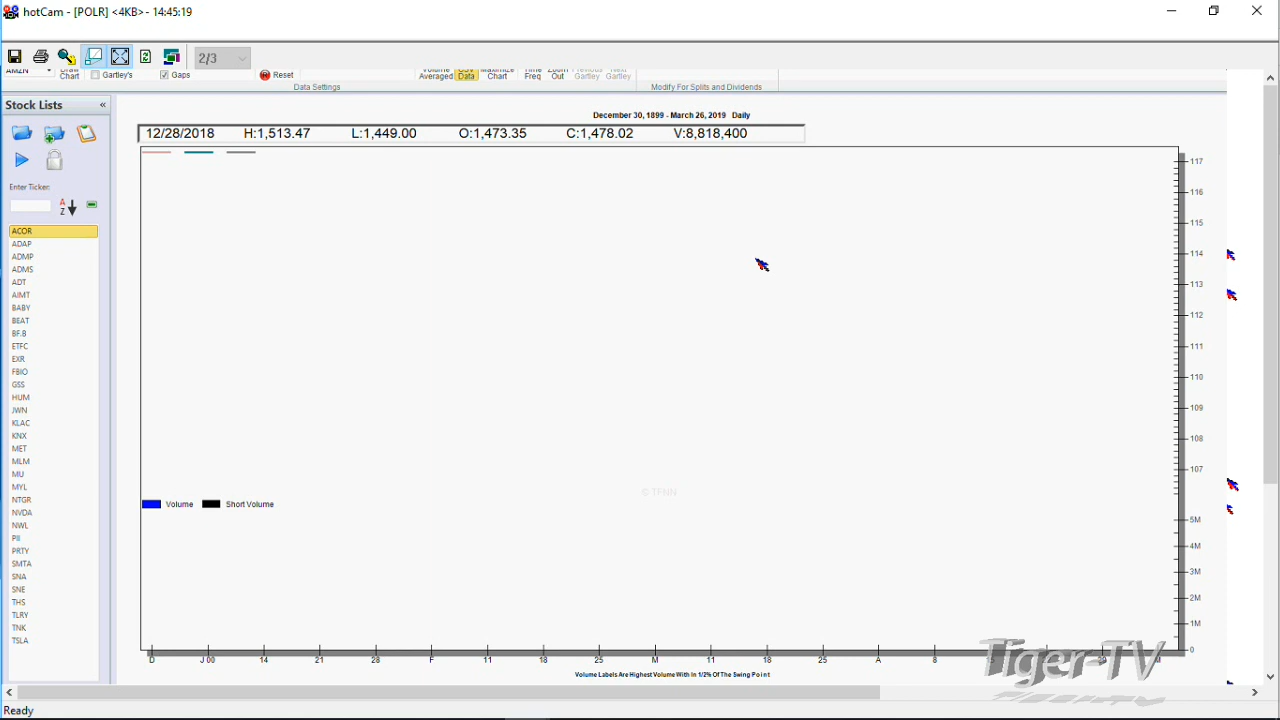 hotCam - [POLR] <4KB>- 14:45:19
2/3
AMZN Draw Chart Gartley's Gaps Reset Volume Averaged CSV Data Maximize Chart Time Freq Zoom Out Previous Gartley Next Gartley
Data Settings Modify For Splits and Dividends
Stock Lists «
December 30, 1899 - March 26, 2019 Daily
12/28/2018 H:1,513.47 L:1,449.00 O:1,473.35 C:1,478.02 V:8,818,400
Enter Ticker:
A
Z
ACOR
ADAP
ADMP
ADMS
ADT
AIMT
BABY
BEAT
BF.B
ETFC
EXR
FBIO
GSS
HUM
JWN
KLAC
KNX
MET
MLM
MU
MYL
NTGR
NVDA
NWL
PII
PRTY
SMTA
SNA
SNE
THS
TLRY
TNK
TSLA
117
116
115
114
113
112
111
110
109
108
107
© TFNN
Volume Short Volume
5M
4M
3M
2M
1M
0
D J 00 14 21 28 F 11 18 25 M 11 18 25 A 8
Tiger-TV
Volume Labels Are Highest Volume With In 1/2% Of The Swing Point
Ready